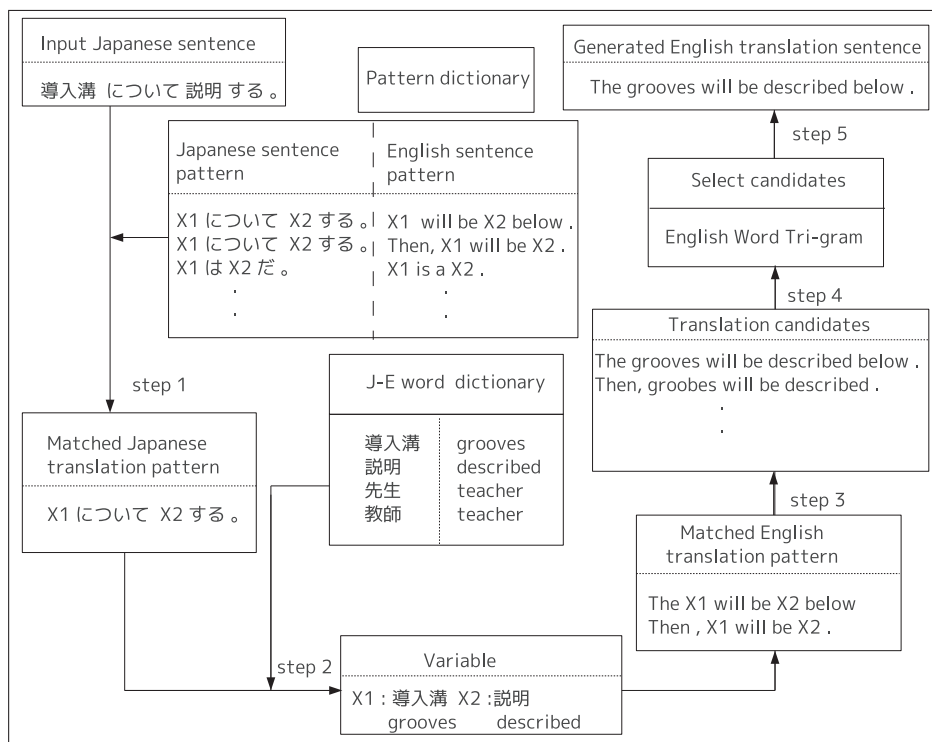 Input Japanese sentence
導入溝 について 説明 する 。
Pattern dictionary
Japanese sentence
pattern
English sentence
pattern
X1 について X2 する 。
X1 will be X2 below .
X1 について X2 する 。
Then, X1 will be X2 .
X1 は X2 だ 。
X1 is a X2 .
.
.
.
.
step 1
Matched Japanese
translation pattern
X1 について X2 する 。
J-E word dictionary
導入溝 grooves
説明 described
先生 teacher
教師 teacher
step 2
Variable
X1 : 導入溝 X2 :説明
grooves described
Matched English
translation pattern
The X1 will be X2 below
Then , X1 will be X2 .
step 3
Translation candidates
The grooves will be described below .
Then, groobes will be described .
.
.
step 4
Select candidates
English Word Tri-gram
step 5
Generated English translation sentence
The grooves will be described below .